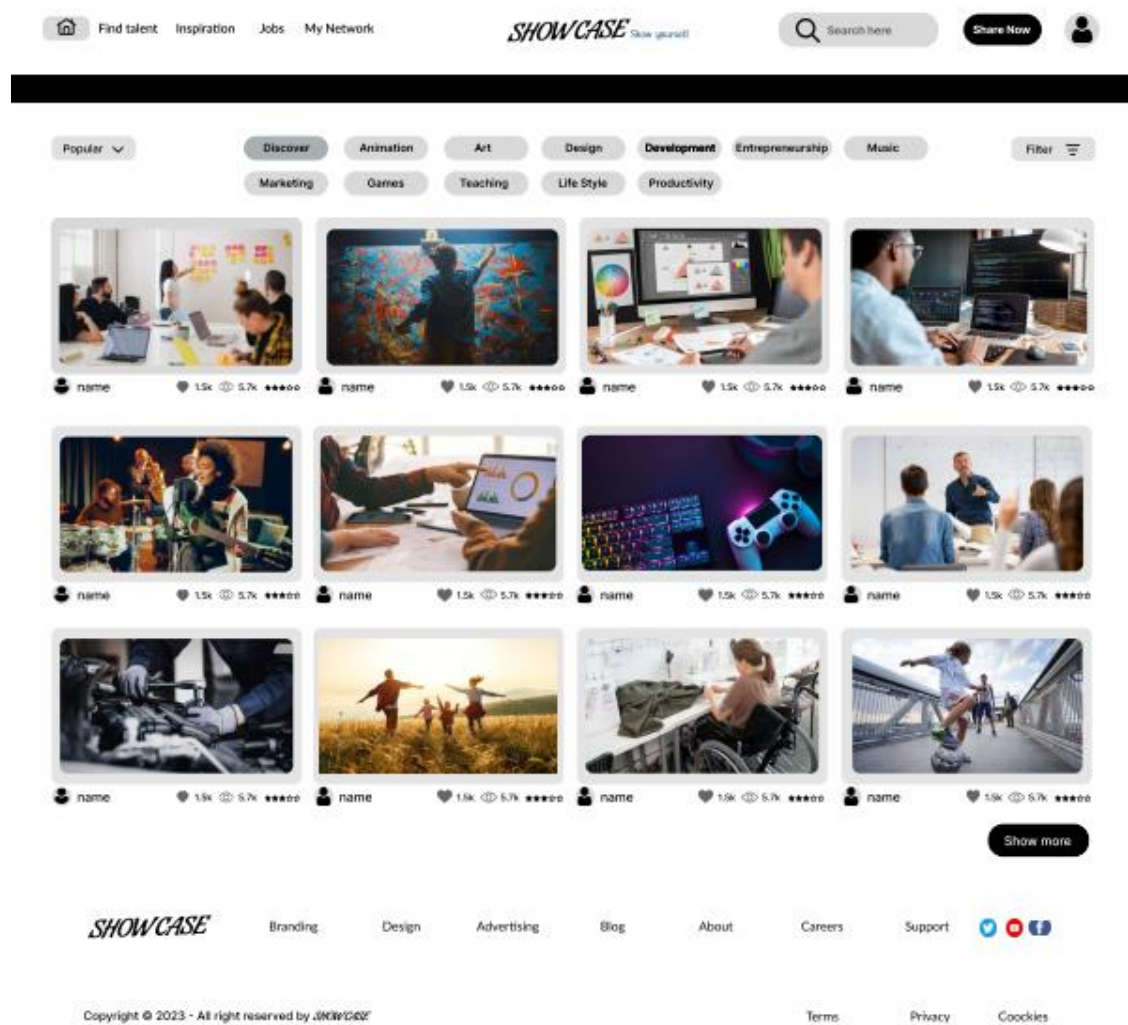 Find talent Inspiration Jobs My Network SHOWCASE Show yourself Search here Share Now
Popular Discover Animation Art Design Development Entrepreneurship Music Filter
Marketing Games Teaching Life Style Productivity
name 1.5k 5.7k name 1.5k 5.7k name 1.5k 5.7k name 1.5k 5.7k
name 1.5k 5.7k name 1.5k 5.7k name 1.5k 5.7k name 1.5k 5.7k
name 1.5k 5.7k name 1.5k 5.7k name 1.5k 5.7k name 1.5k 5.7k
Show more
SHOWCASE Branding Design Advertising Blog About Careers Support
Copyright © 2023 - All right reserved by SHOWCASE Terms Privacy Coockies